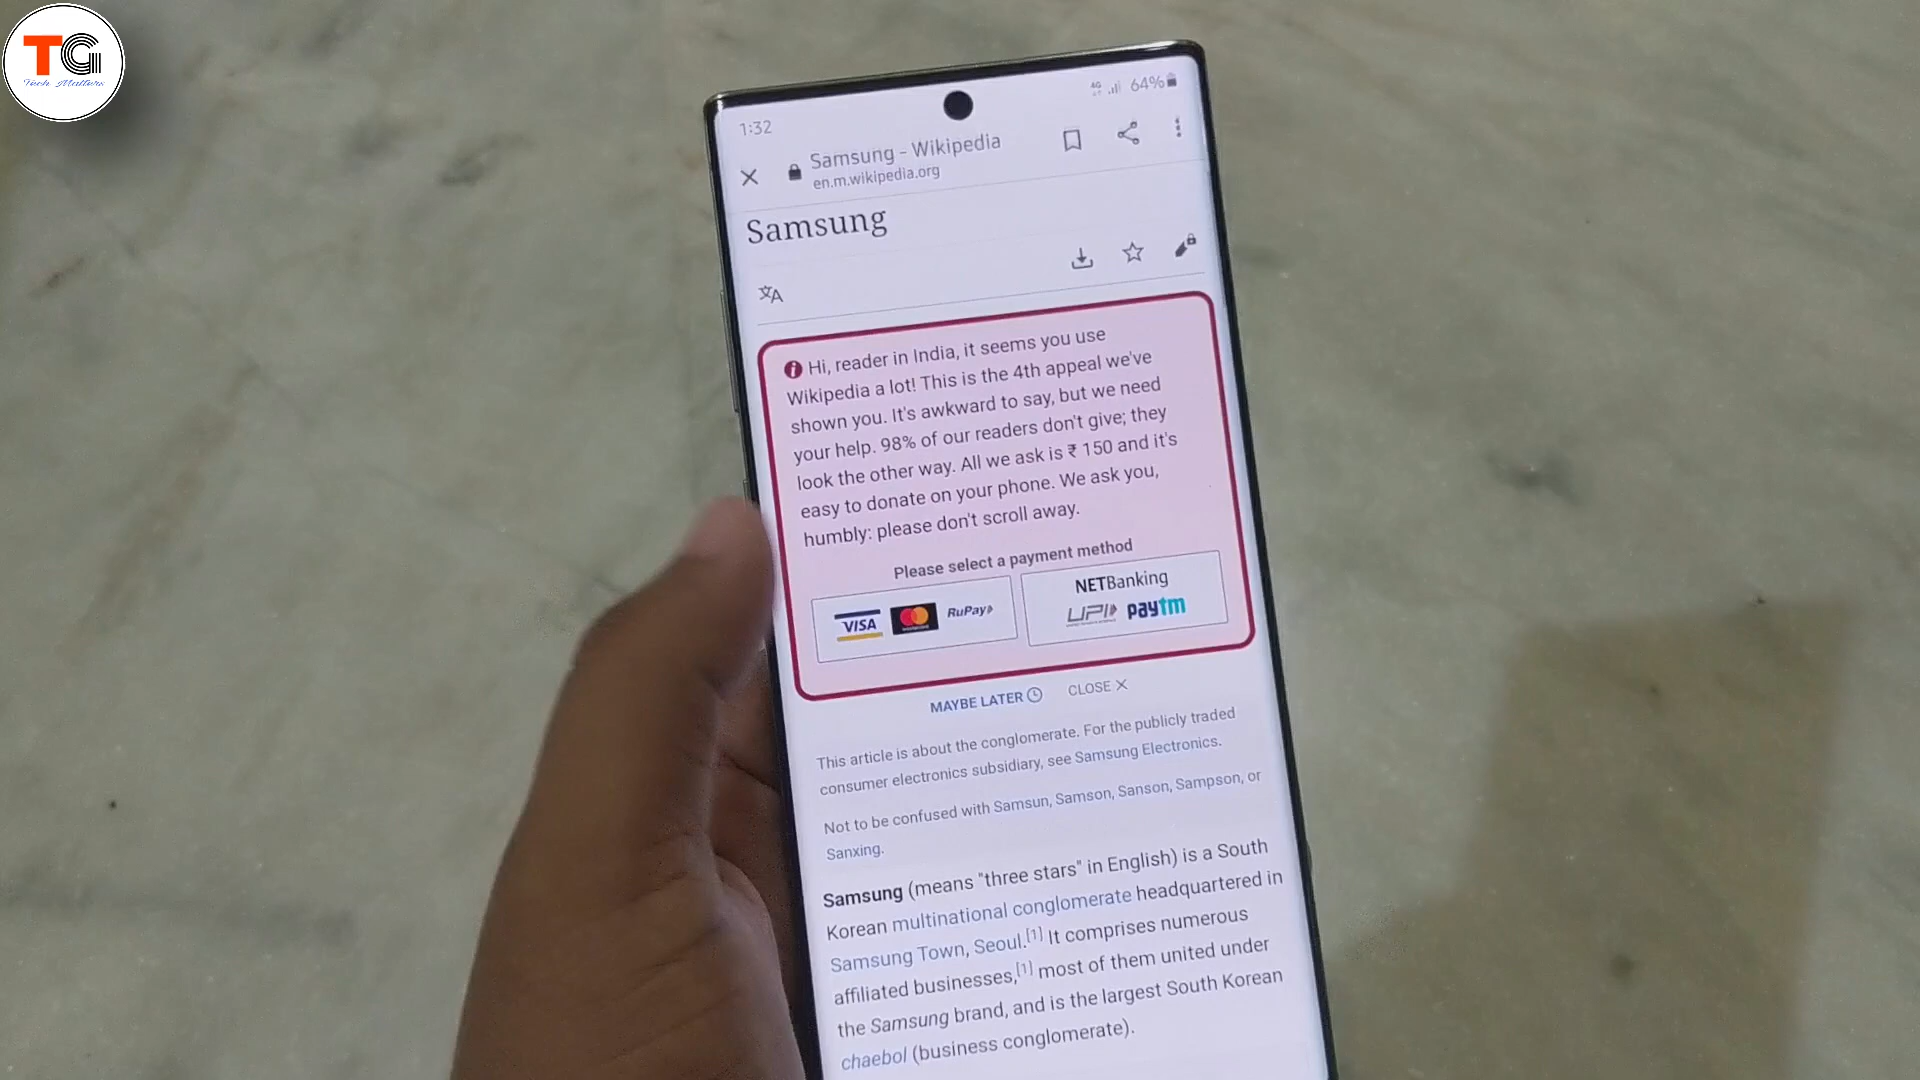 TG
Tech Matters
1:32
4G
64%
Samsung - Wikipedia
en.m.wikipedia.org
Samsung
Hi, reader in India, it seems you use
Wikipedia a lot! This is the 4th appeal we've
shown you. It's awkward to say, but we need
your help. 98% of our readers don't give; they
look the other way. All we ask is ₹ 150 and it's
easy to donate on your phone. We ask you,
humbly: please don't scroll away.
Please select a payment method
VISA
RuPay
NETBanking
UPI paytm
MAYBE LATER
CLOSE X
This article is about the conglomerate. For the publicly traded
consumer electronics subsidiary, see Samsung Electronics.
Not to be confused with Samsun, Samson, Sanson, Sampson, or
Sanxing.
Samsung (means "three stars" in English) is a South
Korean multinational conglomerate headquartered in
Samsung Town, Seoul.[1] It comprises numerous
affiliated businesses,[1] most of them united under
the Samsung brand, and is the largest South Korean
chaebol (business conglomerate).